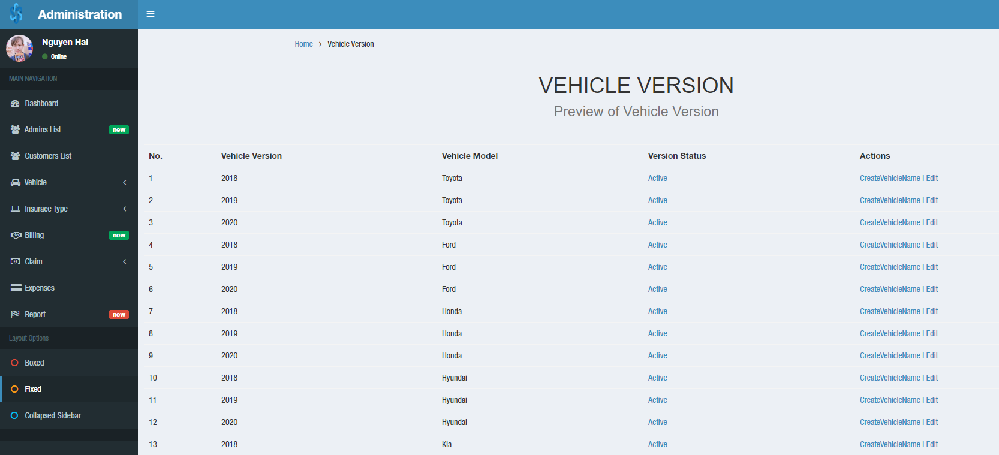 Administration
Nguyen Hai
Online
MAIN NAVIGATION
Dashboard
Admins List new
Customers List
Vehicle
Insurace Type
Billing new
Claim
Expenses
Report new
Layout Options
Boxed
Fixed
Collapsed Sidebar
Home > Vehicle Version
VEHICLE VERSION
Preview of Vehicle Version
No. Vehicle Version Vehicle Model Version Status Actions
1 2018 Toyota Active CreateVehicleName | Edit
2 2019 Toyota Active CreateVehicleName | Edit
3 2020 Toyota Active CreateVehicleName | Edit
4 2018 Ford Active CreateVehicleName | Edit
5 2019 Ford Active CreateVehicleName | Edit
6 2020 Ford Active CreateVehicleName | Edit
7 2018 Honda Active CreateVehicleName | Edit
8 2019 Honda Active CreateVehicleName | Edit
9 2020 Honda Active CreateVehicleName | Edit
10 2018 Hyundai Active CreateVehicleName | Edit
11 2019 Hyundai Active CreateVehicleName | Edit
12 2020 Hyundai Active CreateVehicleName | Edit
13 2018 Kia Active CreateVehicleName | Edit